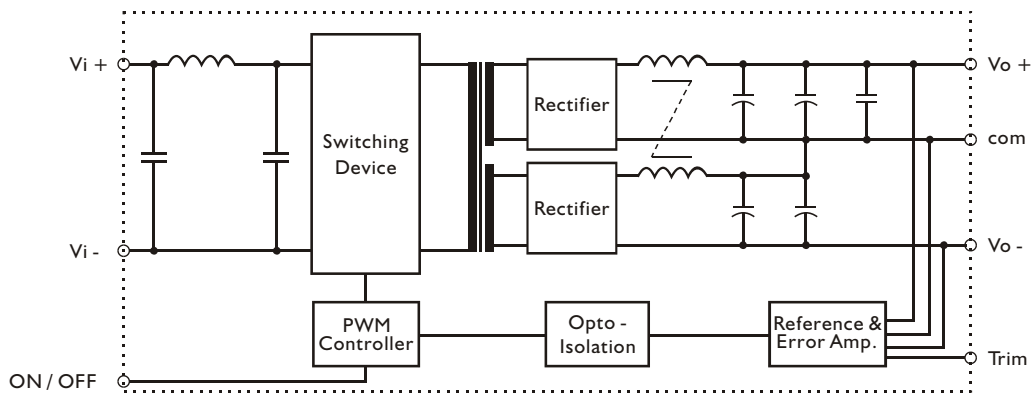 Vi +
Vo +
Rectifier
Switching
Device
com
Rectifier
Vi -
Vo -
PWM
Controller
Opto -
Isolation
Reference &
Error Amp.
Trim
ON / OFF